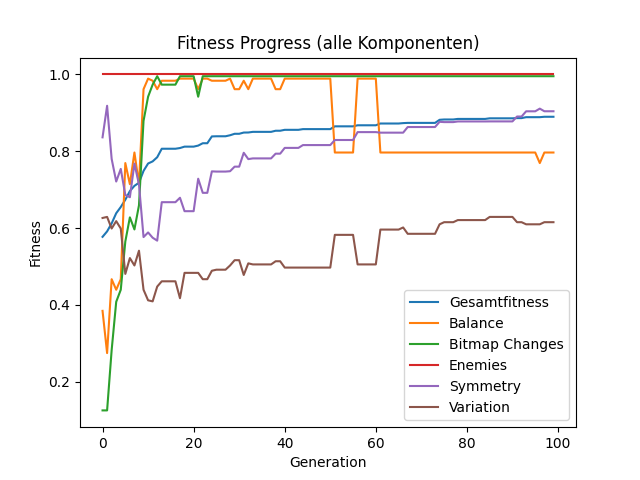 Fitness Progress (alle Komponenten)
1.0
0.8
0.6
0.4
0.2
Fitness
0
20
40
60
80
100
Generation
Gesamtfitness
Balance
Bitmap Changes
Enemies
Symmetry
Variation